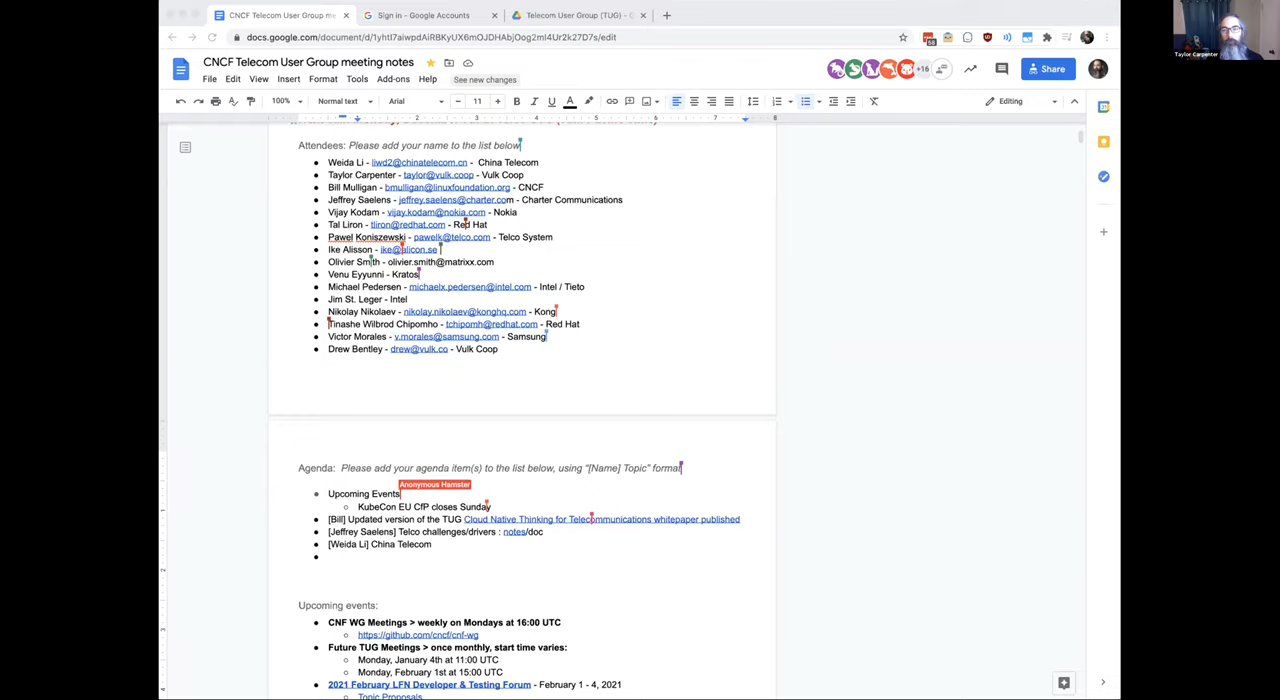 CNCF Telecom User Group me
Sign in - Google Accounts
Telecom User Group (TUG) - G
docs.google.com/document/d/1yhtI7aiwpdAiRBKyUX6mOJDHAbjOog2mI4Ur2k27D7s/edit
58
Taylor Carpenter
CNCF Telecom User Group meeting notes
+16
Share
File Edit View Insert Format Tools Add-ons Help See new changes
100% Normal text Arial 11 Editing
Attendees: Please add your name to the list below
Weida Li - liwd2@chinatelecom.cn - China Telecom
Taylor Carpenter - taylor@vulk.coop - Vulk Coop
Bill Mulligan - bmulligan@linuxfoundation.org - CNCF
Jeffrey Saelens - jeffrey.saelens@charter.com - Charter Communications
Vijay Kodam - vijay.kodam@nokia.com - Nokia
Tal Liron - tliron@redhat.com - Red Hat
Pawel Koniszewski - pawelk@telco.com - Telco System
Ike Alisson - ike@alicon.se
Olivier Smith - olivier.smith@matrixx.com
Venu Eyyunni - Kratos
Michael Pedersen - michaelx.pedersen@intel.com - Intel / Tieto
Jim St. Leger - Intel
Nikolay Nikolaev - nikolay.nikolaev@konghq.com - Kong
Tinashe Wilbrod Chipomho - tchipomh@redhat.com - Red Hat
Victor Morales - v.morales@samsung.com - Samsung
Drew Bentley - drew@vulk.co - Vulk Coop
Agenda: Please add your agenda item(s) to the list below, using “[Name] Topic” format
Anonymous Hamster
Upcoming Events
KubeCon EU CfP closes Sunday
[Bill] Updated version of the TUG Cloud Native Thinking for Telecommunications whitepaper published
[Jeffrey Saelens] Telco challenges/drivers : notes/doc
[Weida Li] China Telecom
Upcoming events:
CNF WG Meetings > weekly on Mondays at 16:00 UTC
https://github.com/cncf/cnf-wg
Future TUG Meetings > once monthly, start time varies:
Monday, January 4th at 11:00 UTC
Monday, February 1st at 15:00 UTC
2021 February LFN Developer & Testing Forum - February 1 - 4, 2021
Topic Proposals